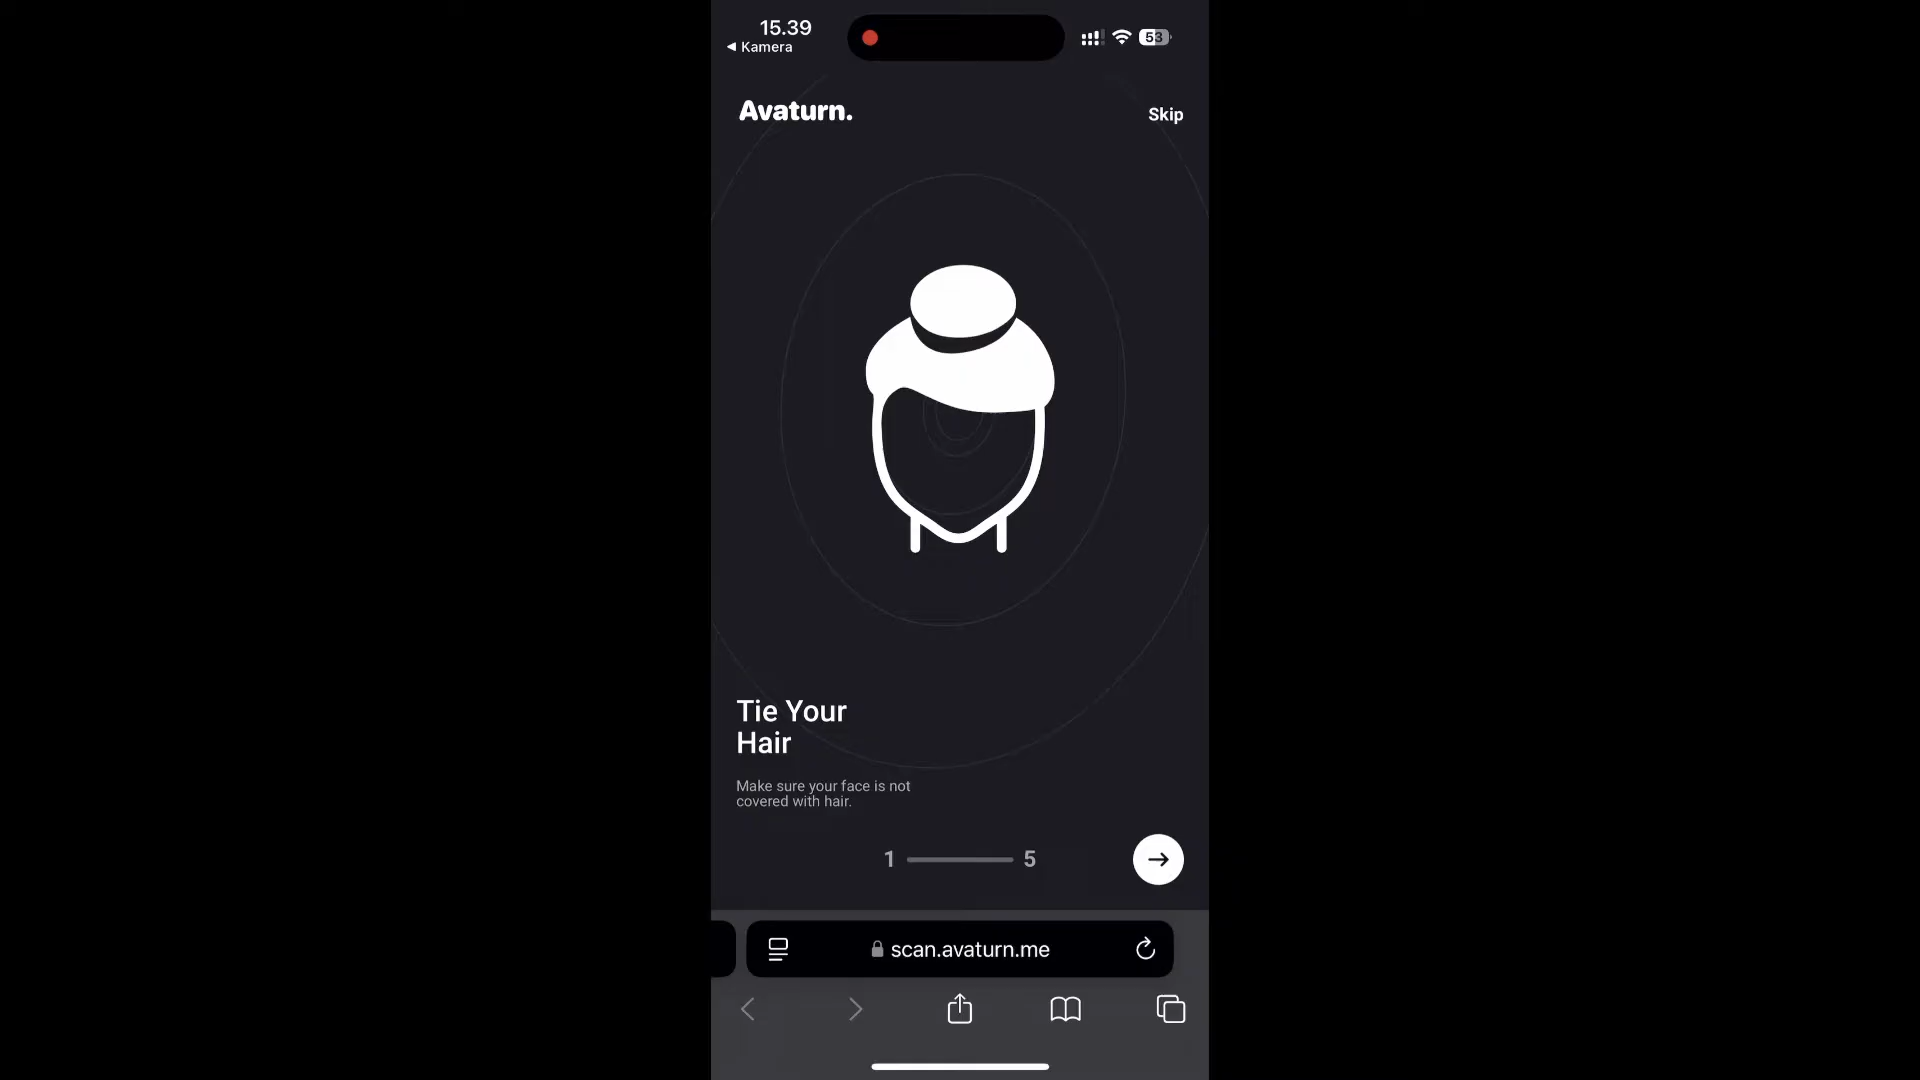 15.39
◀ Kamera
53
Avaturn.
Skip
Tie Your
Hair
Make sure your face is not
covered with hair.
1
5
scan.avaturn.me